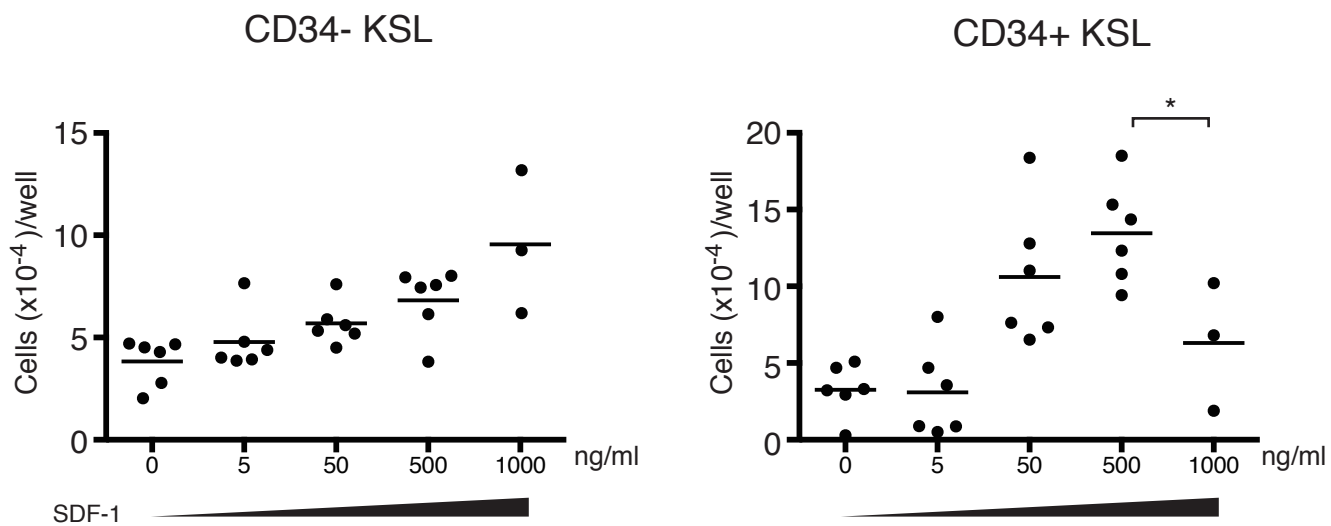 CD34- KSL
15
10
5
0
Cells (x10-4)/well
0 5 50 500 1000 ng/ml
SDF-1
CD34+ KSL
*
20
15
10
5
0
Cells (x10-4)/well
0 5 50 500 1000 ng/ml